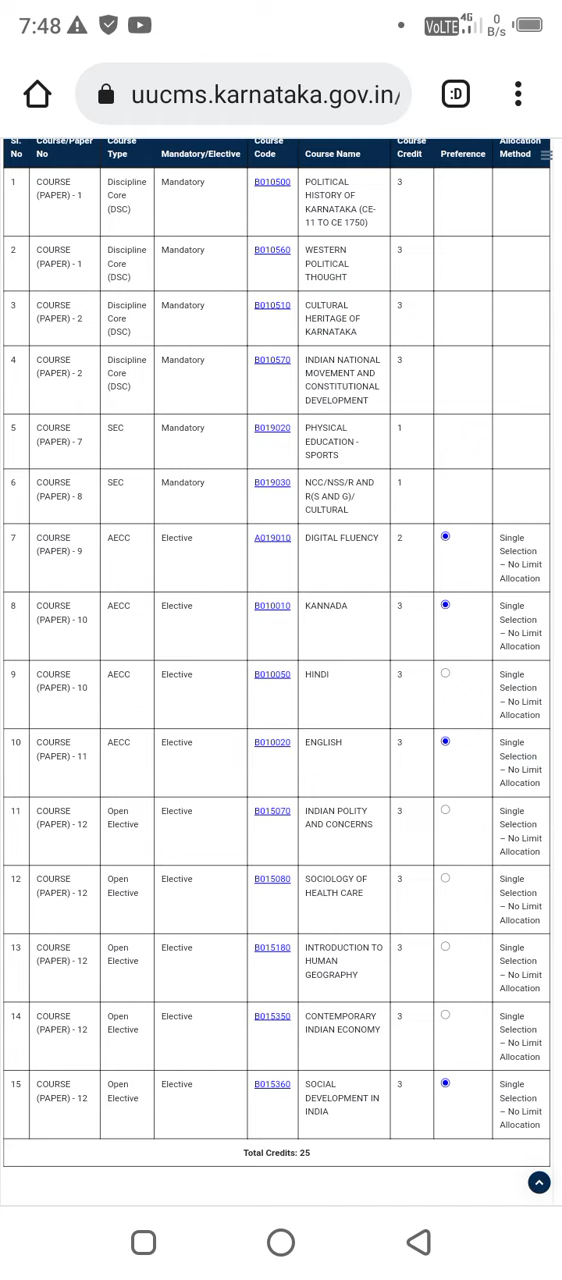 7:48
VoLTE 4G 0 B/s
uucms.karnataka.gov.in/
:D
Sl. No Course/Paper No Course Type Mandatory/Elective Course Code Course Name Course Credit Preference Allocation Method
1 COURSE (PAPER) - 1 Discipline Core (DSC) Mandatory B010500 POLITICAL HISTORY OF KARNATAKA (CE-11 TO CE 1750) 3
2 COURSE (PAPER) - 1 Discipline Core (DSC) Mandatory B010560 WESTERN POLITICAL THOUGHT 3
3 COURSE (PAPER) - 2 Discipline Core (DSC) Mandatory B010510 CULTURAL HERITAGE OF KARNATAKA 3
4 COURSE (PAPER) - 2 Discipline Core (DSC) Mandatory B010570 INDIAN NATIONAL MOVEMENT AND CONSTITUTIONAL DEVELOPMENT 3
5 COURSE (PAPER) - 7 SEC Mandatory B019020 PHYSICAL EDUCATION - SPORTS 1
6 COURSE (PAPER) - 8 SEC Mandatory B019030 NCC/NSS/R AND R(S AND G)/ CULTURAL 1
7 COURSE (PAPER) - 9 AECC Elective A019010 DIGITAL FLUENCY 2 Single Selection – No Limit Allocation
8 COURSE (PAPER) - 10 AECC Elective B010010 KANNADA 3 Single Selection – No Limit Allocation
9 COURSE (PAPER) - 10 AECC Elective B010050 HINDI 3 Single Selection – No Limit Allocation
10 COURSE (PAPER) - 11 AECC Elective B010020 ENGLISH 3 Single Selection – No Limit Allocation
11 COURSE (PAPER) - 12 Open Elective Elective B015070 INDIAN POLITY AND CONCERNS 3 Single Selection – No Limit Allocation
12 COURSE (PAPER) - 12 Open Elective Elective B015080 SOCIOLOGY OF HEALTH CARE 3 Single Selection – No Limit Allocation
13 COURSE (PAPER) - 12 Open Elective Elective B015180 INTRODUCTION TO HUMAN GEOGRAPHY 3 Single Selection – No Limit Allocation
14 COURSE (PAPER) - 12 Open Elective Elective B015350 CONTEMPORARY INDIAN ECONOMY 3 Single Selection – No Limit Allocation
15 COURSE (PAPER) - 12 Open Elective Elective B015360 SOCIAL DEVELOPMENT IN INDIA 3 Single Selection – No Limit Allocation
Total Credits: 25